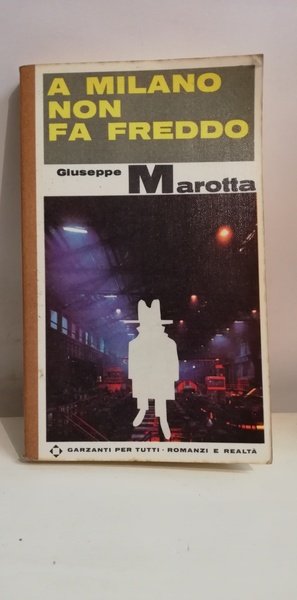 A MILANO
NON
FA FREDDO
Giuseppe Marotta
GARZANTI PER TUTTI · ROMANZI E REALTÀ